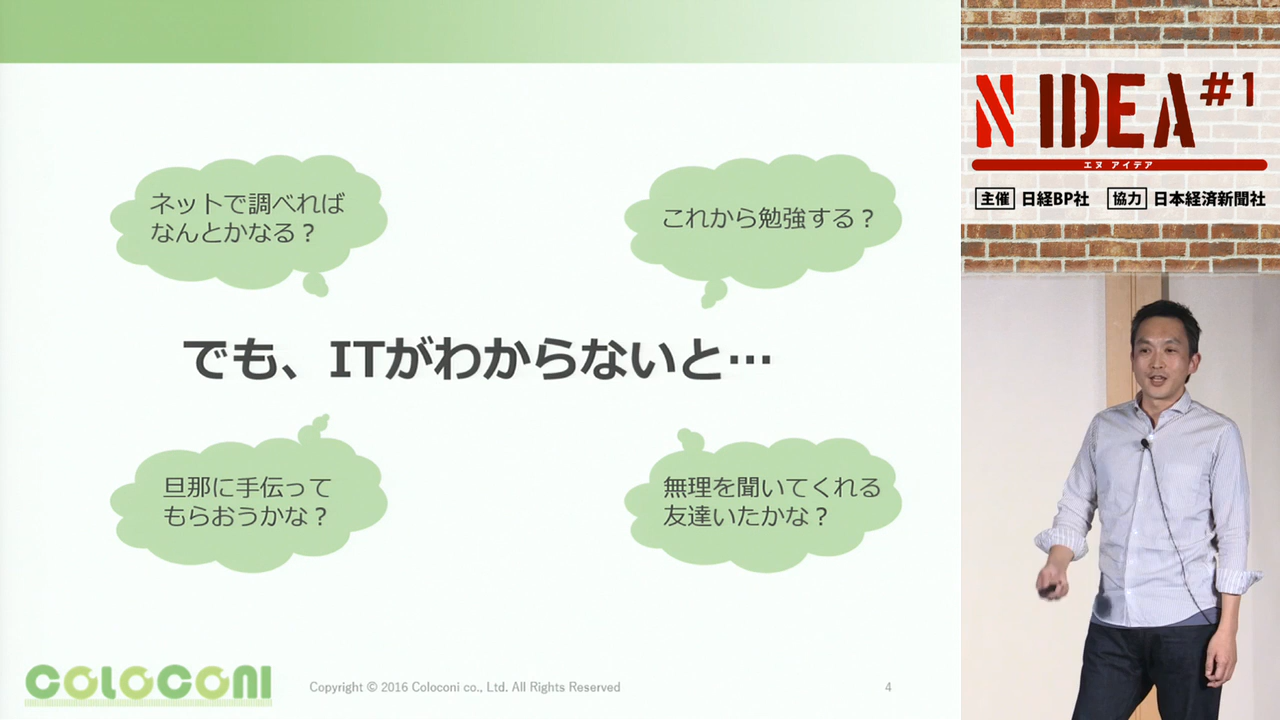 ネットで調べれば
なんとかなる？
これから勉強する？
でも、ITがわからないと…
旦那に手伝って
もらおうかな？
無理を聞いてくれる
友達いたかな？
COLOCONI
Copyright © 2016 Coloconi co., Ltd. All Rights Reserved
4
N IDEA #1
エヌ アイデア
主催 日経BP社 協力 日本経済新聞社